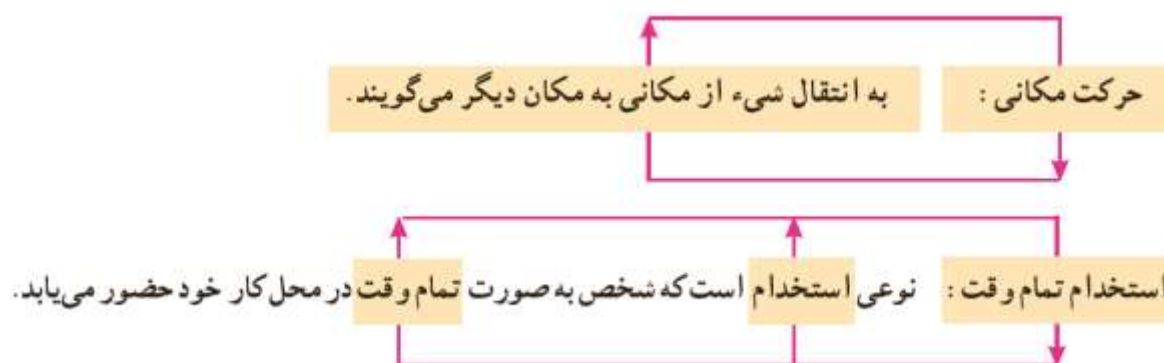 حرکت مکانی : به انتقال شیء از مکانی به مکان دیگر می‌گویند.
استخدام تمام وقت : نوعی استخدام است که شخص به صورت تمام وقت در محل کار خود حضور می‌یابد.